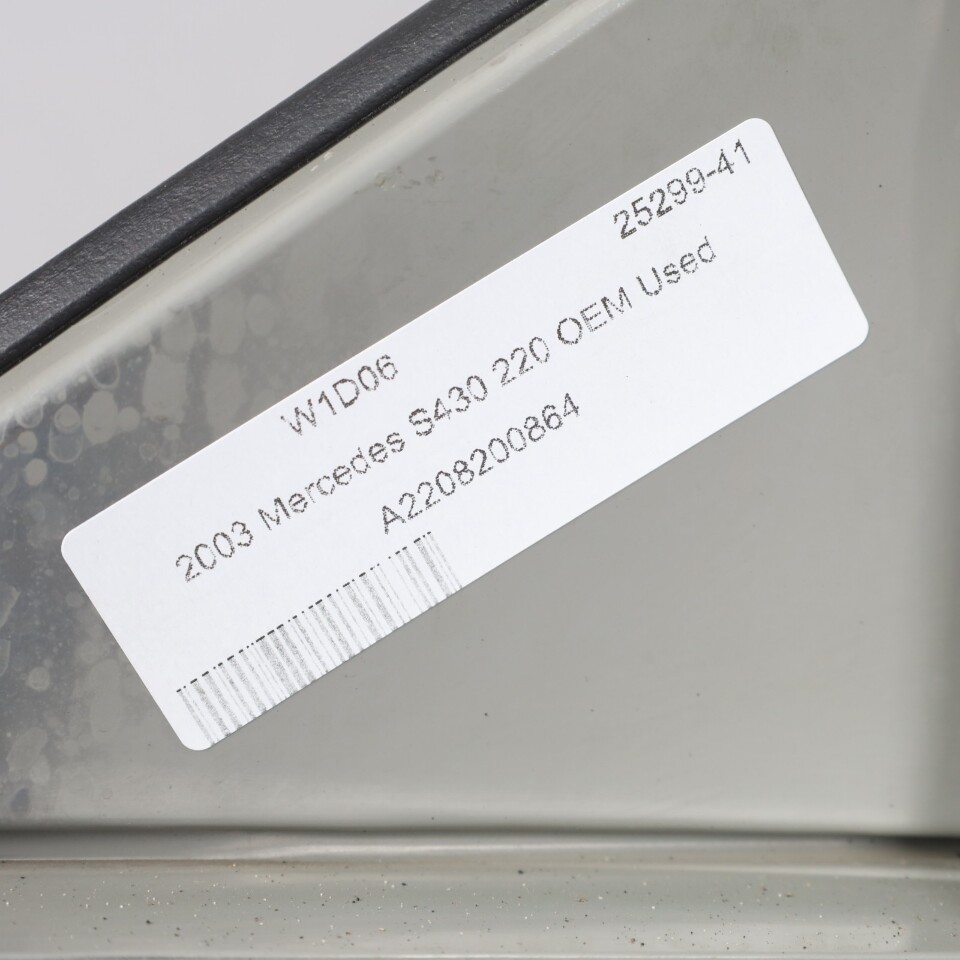 25299-41
W1D06
2003 Mercedes S430 220 OEM Used
A2208200864